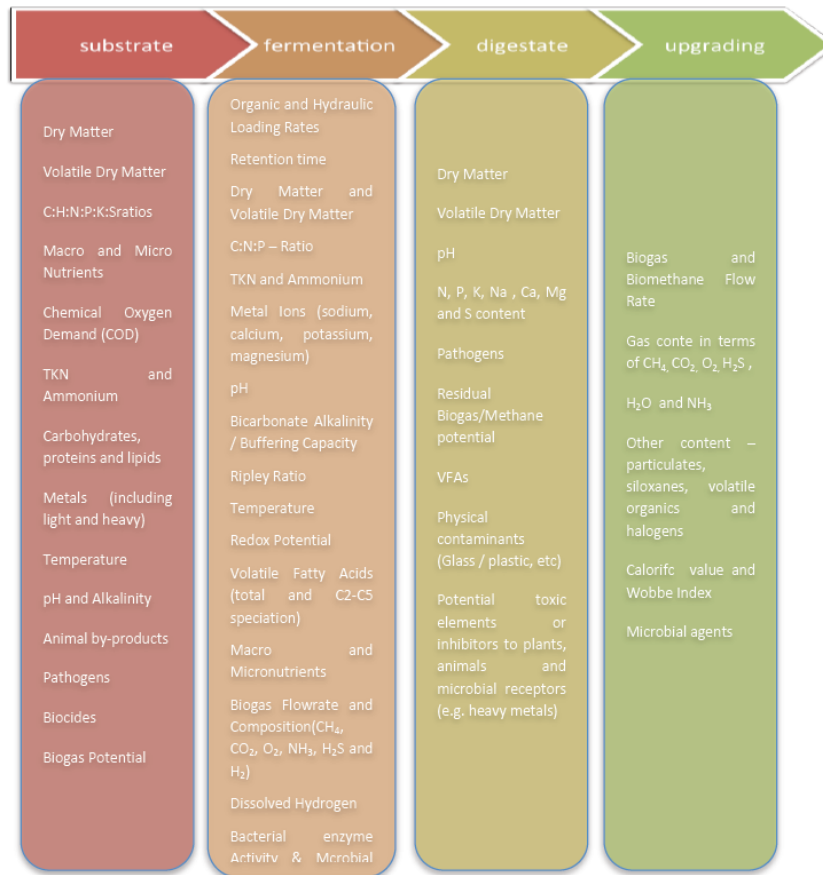 substrate
fermentation
digestate
upgrading
Dry Matter
Volatile Dry Matter
C:H:N:P:K:Sratios
Macro and Micro
Nutrients
Chemical Oxygen
Demand (COD)
TKN and
Ammonium
Carbohydrates,
proteins and lipids
Metals (including
light and heavy)
Temperature
pH and Alkalinity
Animal by-products
Pathogens
Biocides
Biogas Potential
Organic and Hydraulic
Loading Rates
Retention time
Dry Matter and
Volatile Dry Matter
C:N:P – Ratio
TKN and Ammonium
Metal Ions (sodium,
calcium, potassium,
magnesium)
pH
Bicarbonate Alkalinity
/ Buffering Capacity
Ripley Ratio
Temperature
Redox Potential
Volatile Fatty Acids
(total and C2-C5
speciation)
Macro and
Micronutrients
Biogas Flowrate and
Composition(CH₄,
CO₂, O₂, NH₃, H₂S and
H₂)
Dissolved Hydrogen
Bacterial enzyme
Activity & Mcrobial
Dry Matter
Volatile Dry Matter
pH
N, P, K, Na , Ca, Mg
and S content
Pathogens
Residual
Biogas/Methane
potential
VFAs
Physical
contaminants
(Glass / plastic, etc)
Potential toxic
elements or
inhibitors to plants,
animals and
microbial receptors
(e.g. heavy metals)
Biogas and
Biomethane Flow
Rate
Gas conte in terms
of CH₄, CO₂, O₂, H₂S ,
H₂O and NH₃
Other content –
particulates,
siloxanes, volatile
organics and
halogens
Calorifc value and
Wobbe Index
Microbial agents